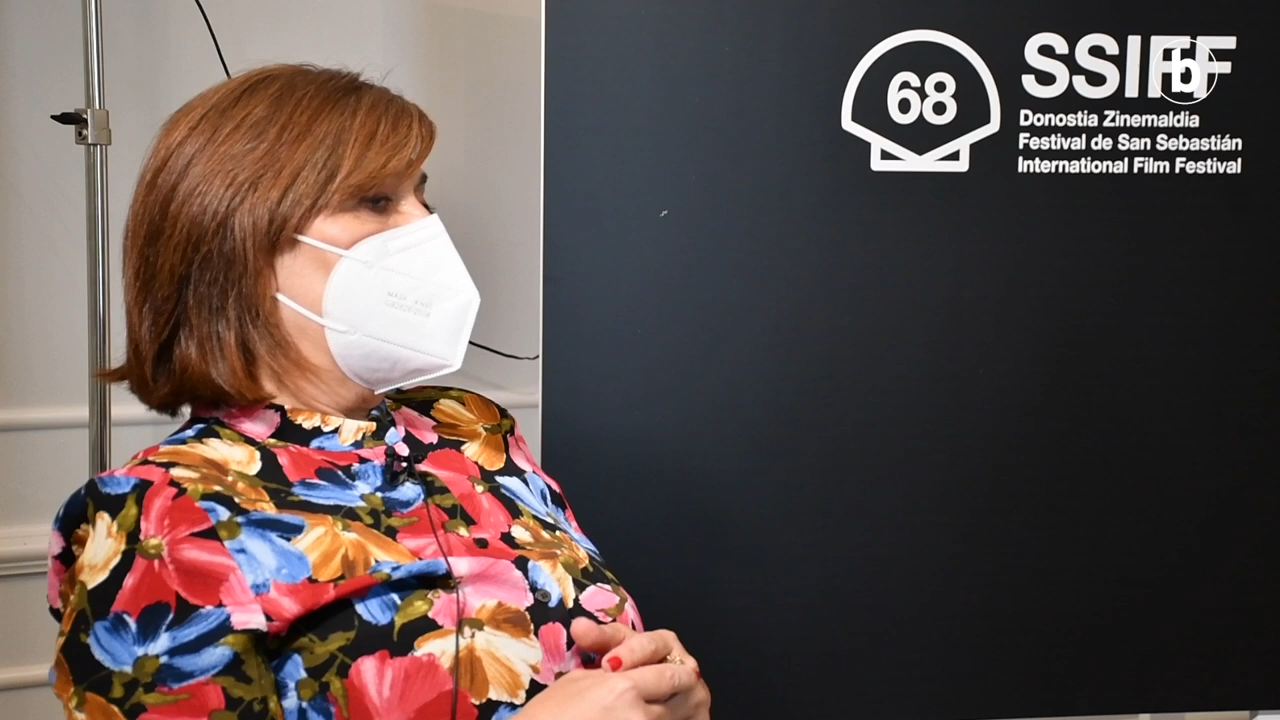 68
SSIFF
b
Donostia Zinemaldia
Festival de San Sebastián
International Film Festival